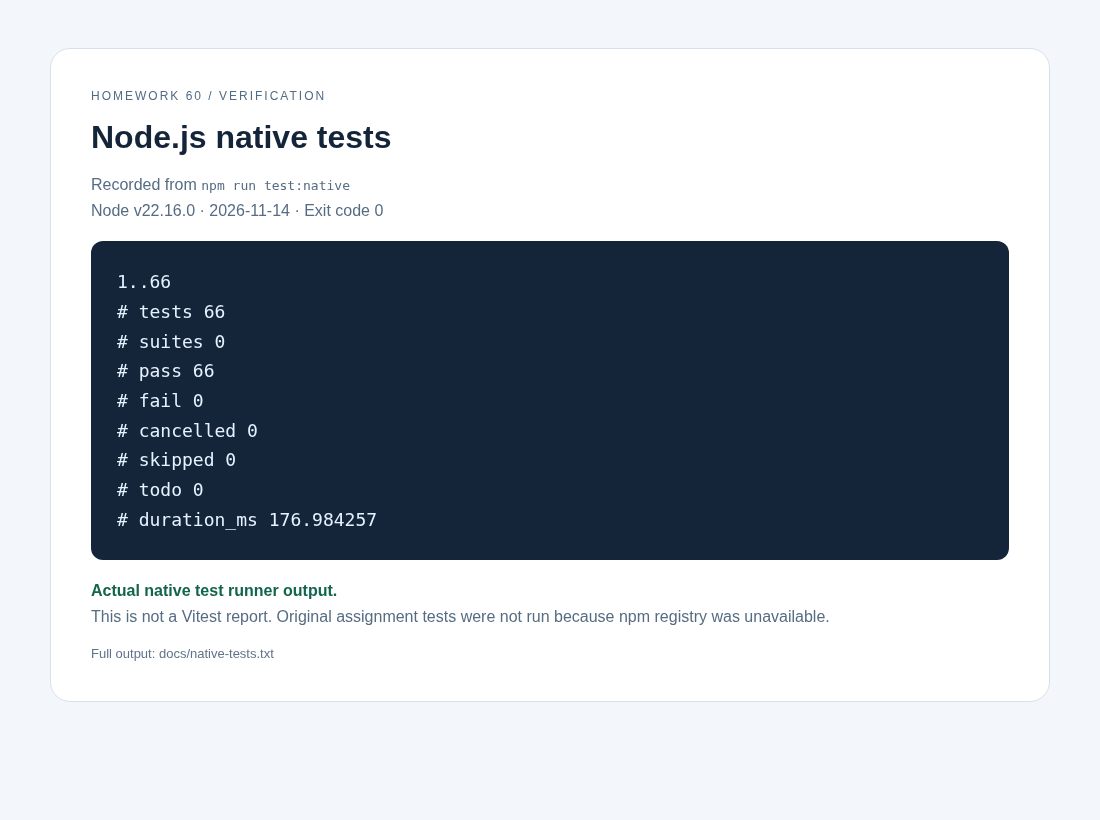 HOMEWORK 60 / VERIFICATION
Node.js native tests
Recorded from npm run test:native
Node v22.16.0 · 2026-11-14 · Exit code 0
1..66
# tests 66
# suites 0
# pass 66
# fail 0
# cancelled 0
# skipped 0
# todo 0
# duration_ms 176.984257
Actual native test runner output.
This is not a Vitest report. Original assignment tests were not run because npm registry was unavailable.
Full output: docs/native-tests.txt